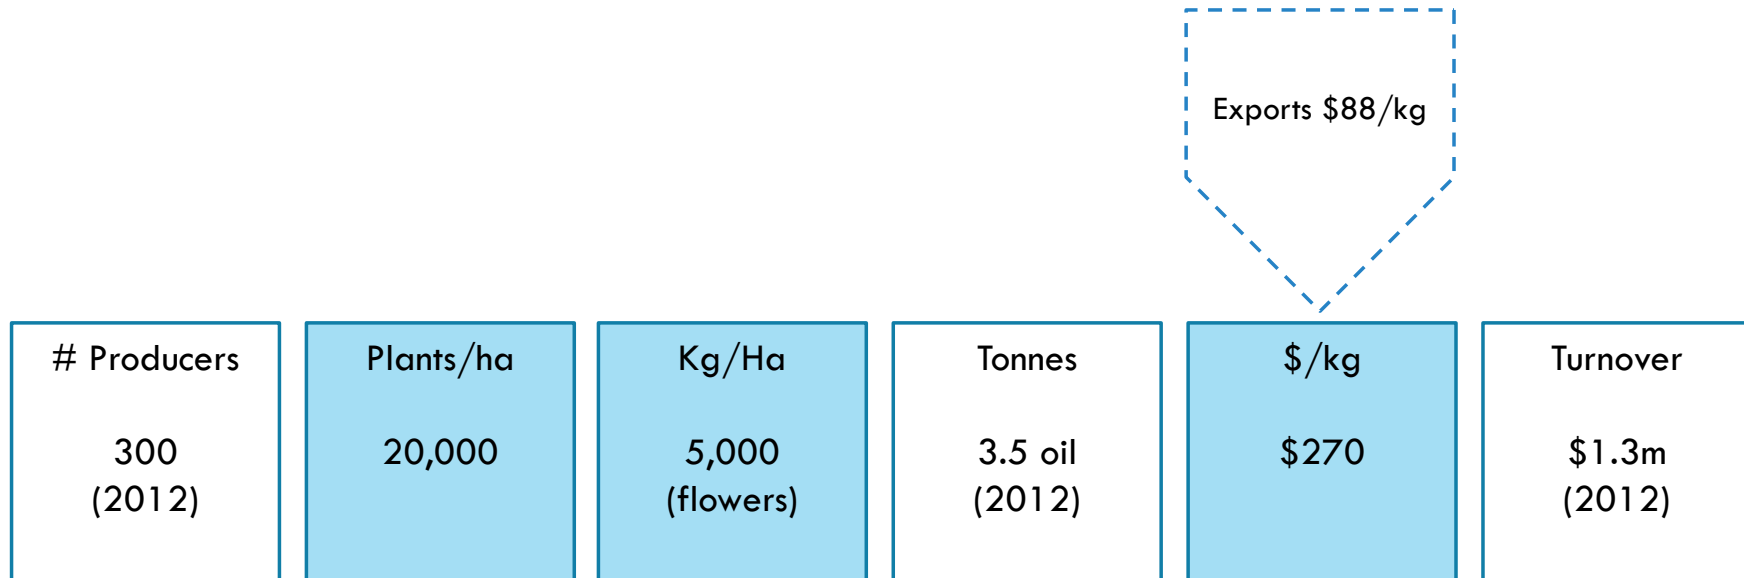 Exports $88/kg
# Producers
300
(2012)
Plants/ha
20,000
Kg/Ha
5,000
(flowers)
Tonnes
3.5 oil
(2012)
$/kg
$270
Turnover
$1.3m
(2012)